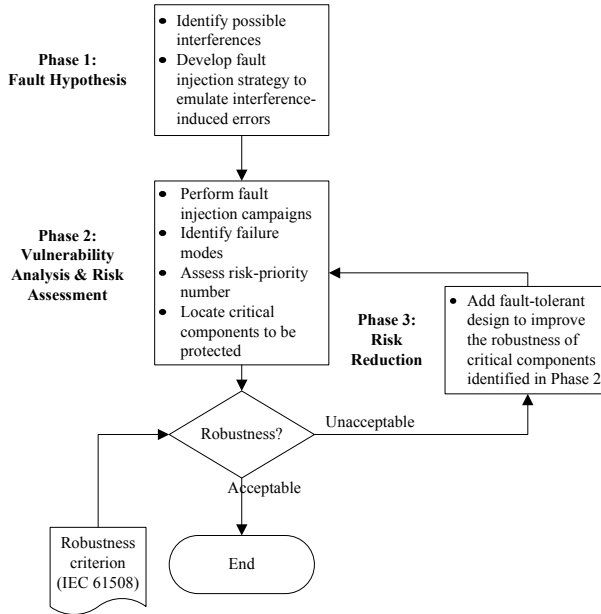 Phase 1:
Fault Hypothesis
• Identify possible
interferences
• Develop fault
injection strategy to
emulate interference-
induced errors
Phase 2:
Vulnerability
Analysis & Risk
Assessment
• Perform fault
injection campaigns
• Identify failure
modes
• Assess risk-priority
number
• Locate critical
components to be
protected
Phase 3:
Risk
Reduction
• Add fault-tolerant
design to improve
the robustness of
critical components
identified in Phase 2
Robustness?
Unacceptable
Acceptable
Robustness
criterion
(IEC 61508)
End